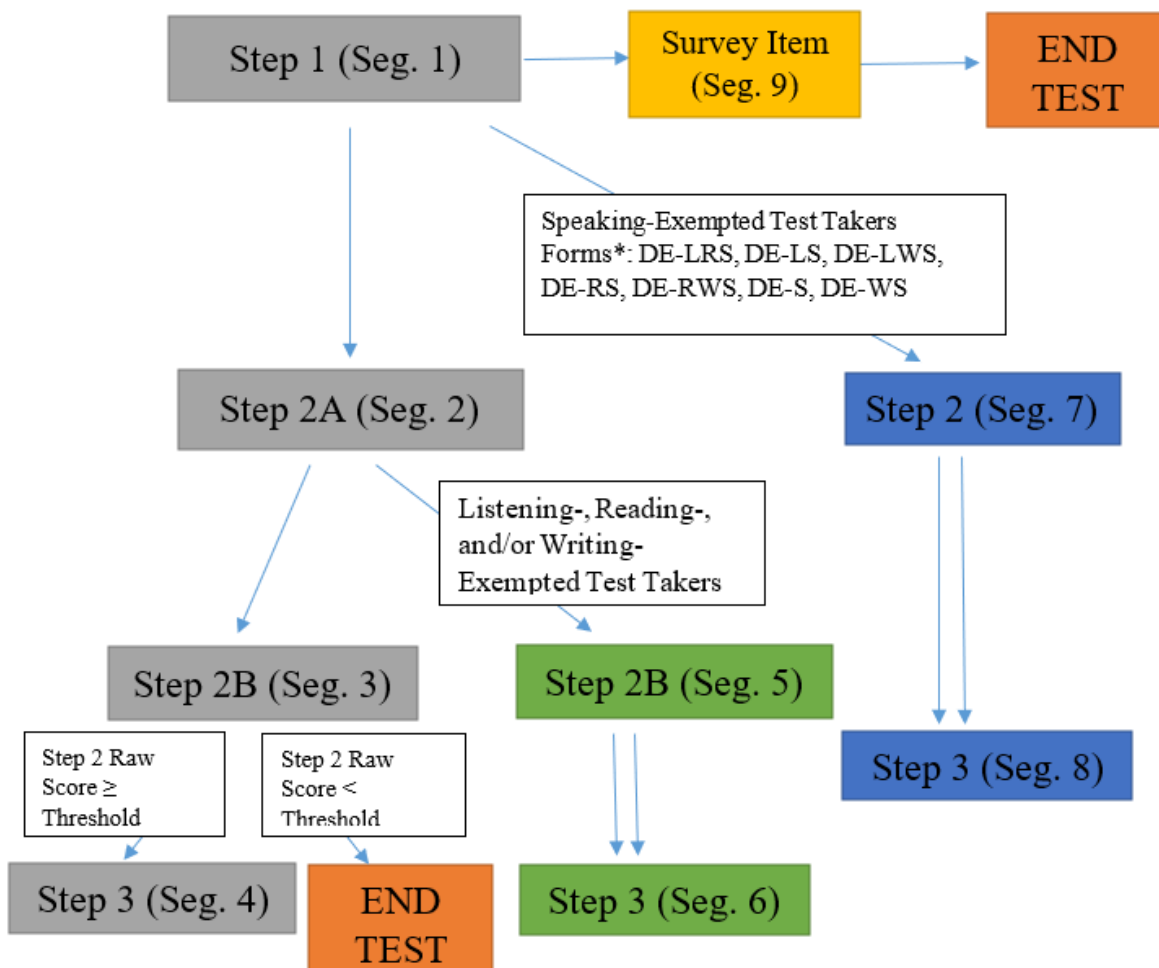 Step 1 (Seg. 1)
Survey Item
(Seg. 9)
END
TEST
Speaking-Exempted Test Takers
Forms*: DE-LRS, DE-LS, DE-LWS,
DE-RS, DE-RWS, DE-S, DE-WS
Step 2A (Seg. 2)
Step 2 (Seg. 7)
Listening-, Reading-,
and/or Writing-
Exempted Test Takers
Step 2B (Seg. 3)
Step 2B (Seg. 5)
Step 2 Raw
Score ≥
Threshold
Step 2 Raw
Score <
Threshold
Step 3 (Seg. 8)
Step 3 (Seg. 4)
END
TEST
Step 3 (Seg. 6)